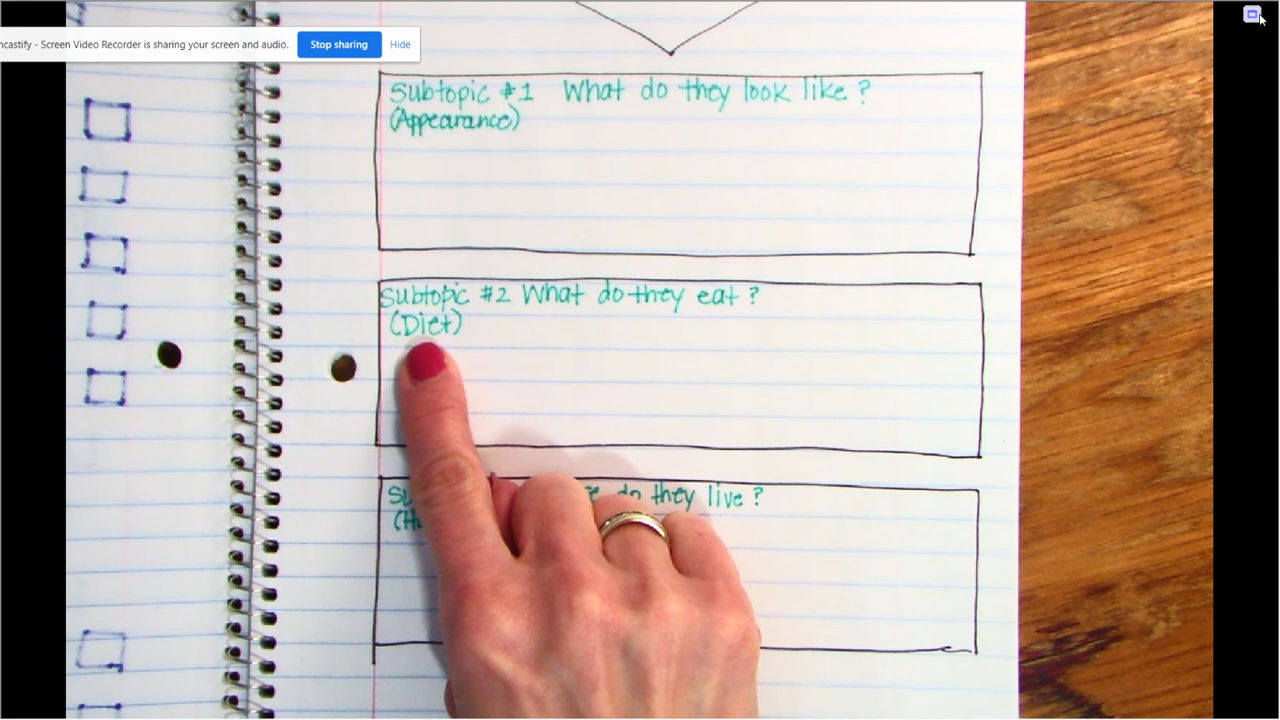 ncastify - Screen Video Recorder is sharing your screen and audio. Stop sharing Hide
Subtopic #1 What do they look like?
(Appearance)
Subtopic #2 What do they eat?
(Diet)
do they live?